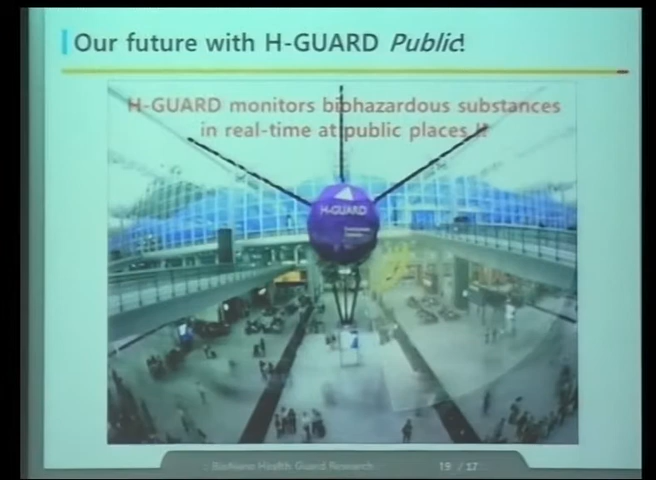 Our future with H-GUARD Public!
H-GUARD monitors biohazardous substances
in real-time at public places !!
H-GUARD
:: BioNano Health Guard Research
19 / 17